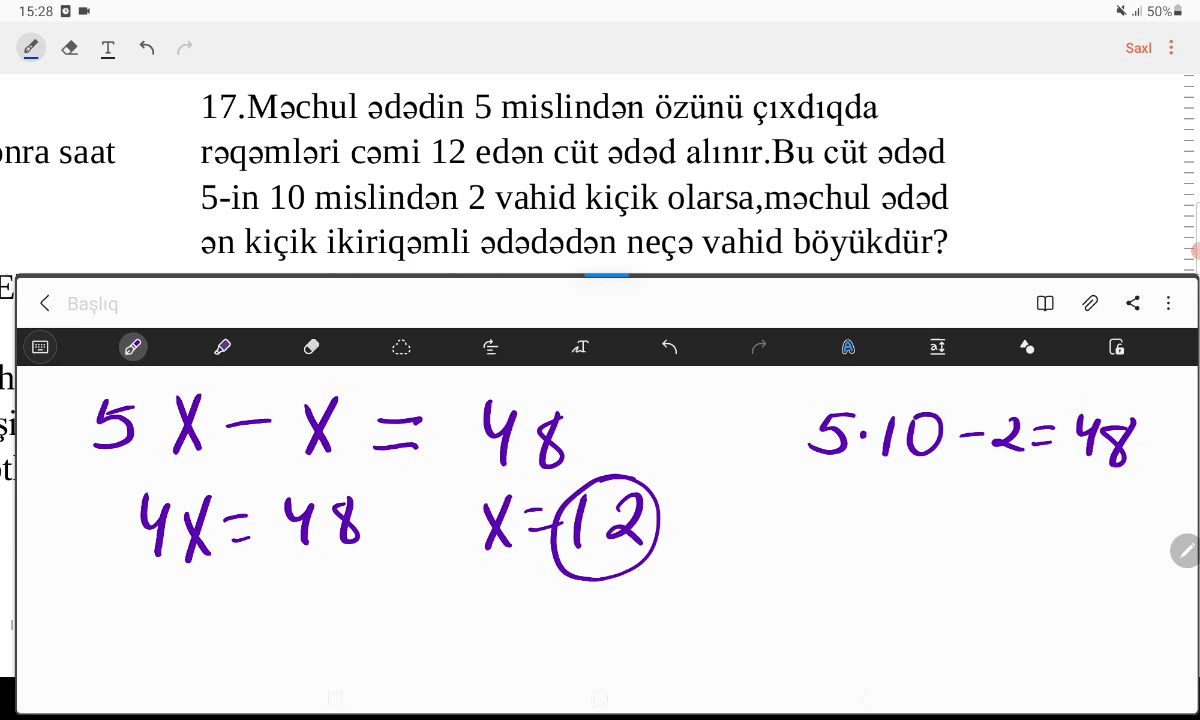 15:28
50%
T
Saxl
17.Məchul ədədin 5 mislindən özünü çıxdıqda
onra saat
rəqəmləri cəmi 12 edən cüt ədəd alınır.Bu cüt ədəd
5-in 10 mislindən 2 vahid kiçik olarsa,məchul ədəd
ən kiçik ikiriqəmli ədədədən neçə vahid böyükdür?
E
Başlıq
h
şi
5 X - X = 48
5·10-2=48
4X=48
X=12